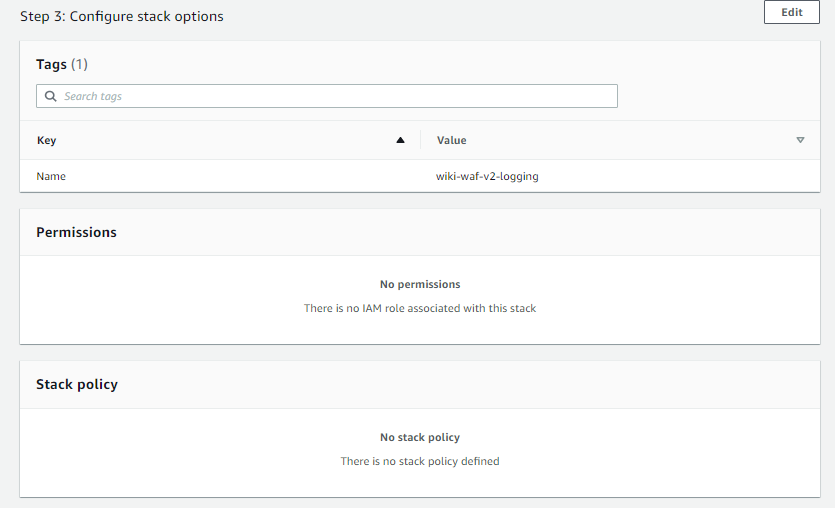 Step 3: Configure stack options
Edit
Tags (1)
Search tags
Key
Value
Name
wiki-waf-v2-logging
Permissions
No permissions
There is no IAM role associated with this stack
Stack policy
No stack policy
There is no stack policy defined